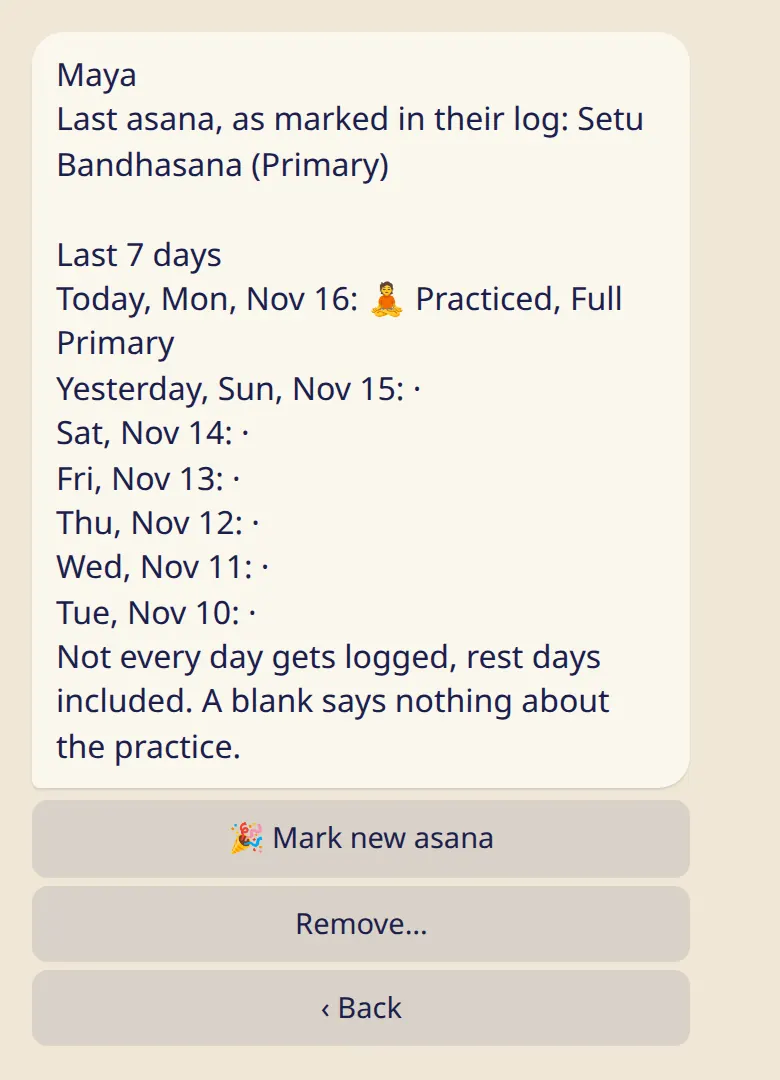 Maya
Last asana, as marked in their log: Setu
Bandhasana (Primary)
Last 7 days
Today, Mon, Nov 16: 🧘 Practiced, Full
Primary
Yesterday, Sun, Nov 15: ·
Sat, Nov 14: ·
Fri, Nov 13: ·
Thu, Nov 12: ·
Wed, Nov 11: ·
Tue, Nov 10: ·
Not every day gets logged, rest days
included. A blank says nothing about
the practice.
🎉 Mark new asana
Remove...
‹ Back